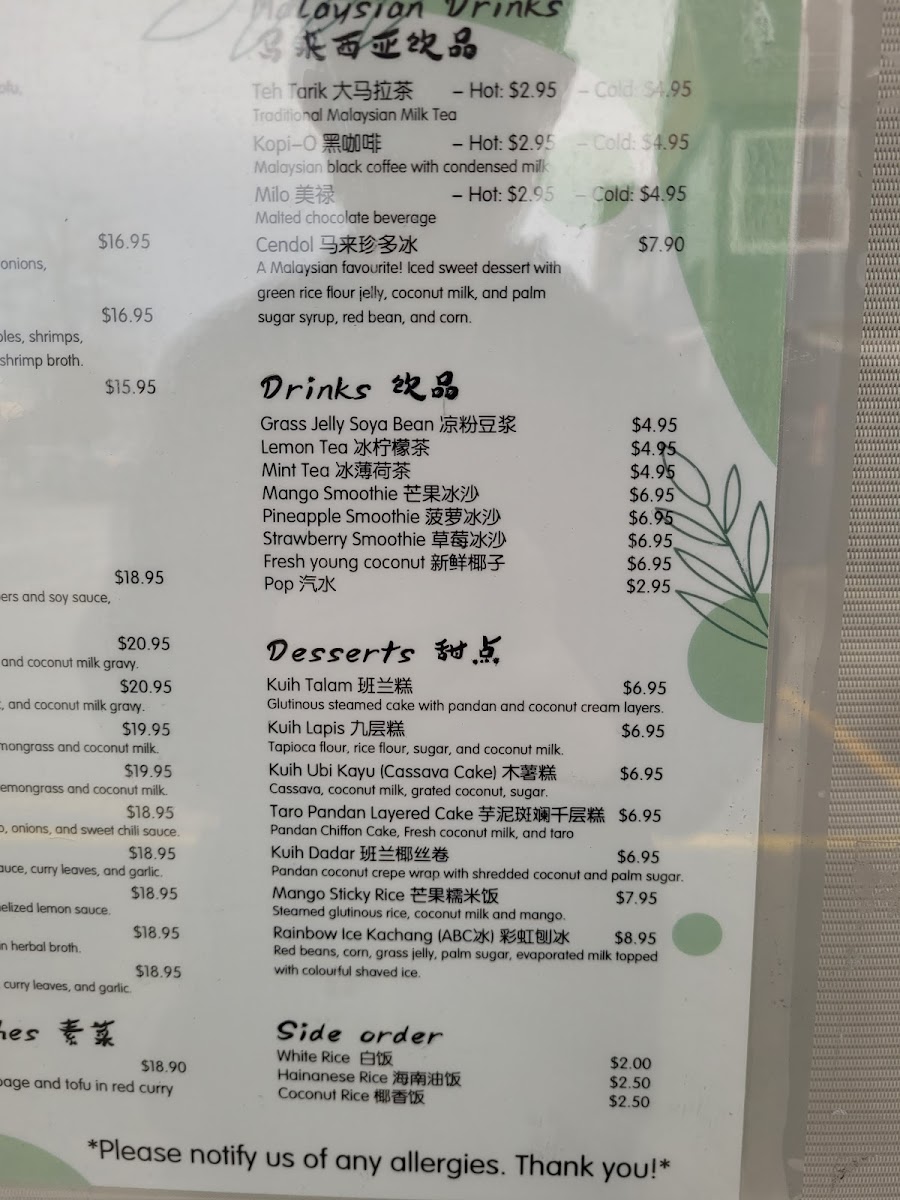 Malaysian Drinks
马来西亚饮品
Teh Tarik 大马拉茶 – Hot: $2.95 – Cold: $4.95
Traditional Malaysian Milk Tea
Kopi-O 黑咖啡 – Hot: $2.95 – Cold: $4.95
Malaysian black coffee with condensed milk
Milo 美禄 – Hot: $2.95 – Cold: $4.95
Malted chocolate beverage
Cendol 马来珍多冰 $7.90
A Malaysian favourite! Iced sweet dessert with
green rice flour jelly, coconut milk, and palm
sugar syrup, red bean, and corn.
Drinks 饮品
Grass Jelly Soya Bean 凉粉豆浆 $4.95
Lemon Tea 冰柠檬茶 $4.95
Mint Tea 冰薄荷茶 $4.95
Mango Smoothie 芒果冰沙 $6.95
Pineapple Smoothie 菠萝冰沙 $6.95
Strawberry Smoothie 草莓冰沙 $6.95
Fresh young coconut 新鲜椰子 $6.95
Pop 汽水 $2.95
Desserts 甜点
Kuih Talam 班兰糕 $6.95
Glutinous steamed cake with pandan and coconut cream layers.
Kuih Lapis 九层糕 $6.95
Tapioca flour, rice flour, sugar, and coconut milk.
Kuih Ubi Kayu (Cassava Cake) 木薯糕 $6.95
Cassava, coconut milk, grated coconut, sugar.
Taro Pandan Layered Cake 芋泥斑斓千层糕 $6.95
Pandan Chiffon Cake, Fresh coconut milk, and taro
Kuih Dadar 班兰椰丝卷 $6.95
Pandan coconut crepe wrap with shredded coconut and palm sugar.
Mango Sticky Rice 芒果糯米饭 $7.95
Steamed glutinous rice, coconut milk and mango.
Rainbow Ice Kachang (ABC冰) 彩虹刨冰 $8.95
Red beans, corn, grass jelly, palm sugar, evaporated milk topped
with colourful shaved ice.
Side order
White Rice 白饭 $2.00
Hainanese Rice 海南油饭 $2.50
Coconut Rice 椰香饭 $2.50
$16.95
onions,
$16.95
shrimps,
shrimp broth.
$15.95
$18.95
and soy sauce,
$20.95
and coconut milk gravy.
$20.95
, and coconut milk gravy.
$19.95
and coconut milk.
$19.95
and coconut milk.
$18.95
, onions, and sweet chili sauce.
$18.95
, curry leaves, and garlic.
$18.95
lemon sauce.
$18.95
in herbal broth.
$18.95
curry leaves, and garlic.
素菜
$18.90
and tofu in red curry
*Please notify us of any allergies. Thank you!*